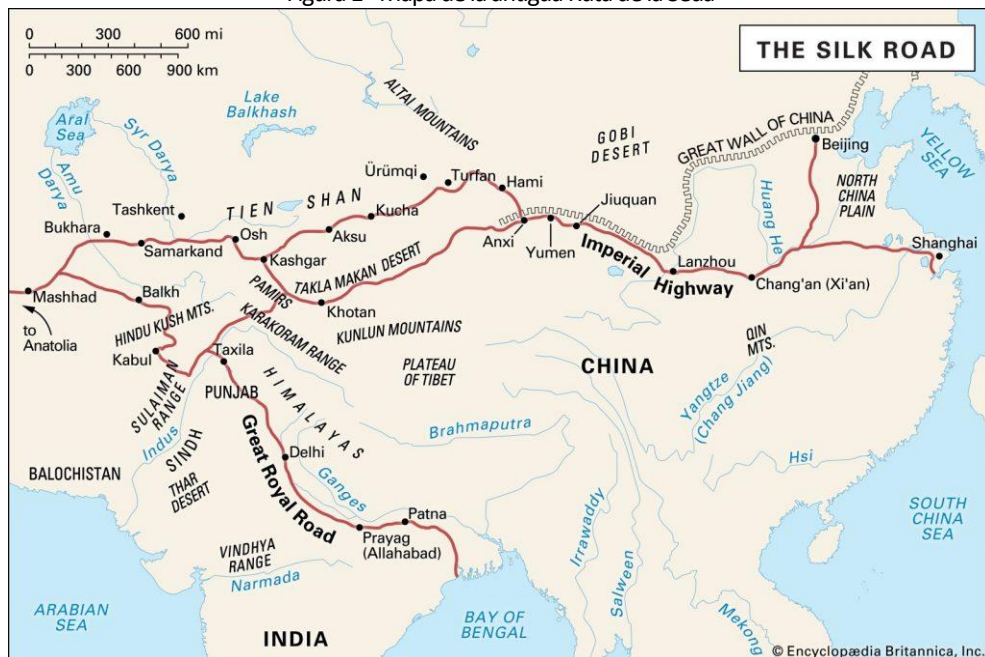 Figura 1 - Mapa de la antigua Ruta de la Seda
0 300 600 mi
0 300 600 900 km
THE SILK ROAD
ALTAI MOUNTAINS
Lake
Balkhash
Aral
Sea
Syr Darya
Amu
Darya
GOBI
DESERT
GREAT WALL OF CHINA
Beijing
YELLOW
SEA
Ürümqi
Turfan
Hami
Tashkent
TIEN SHAN
Kucha
Jiuquan
Huang He
NORTH
CHINA
PLAIN
Bukhara
Samarkand
Osh
Aksu
Anxi
Yumen
Imperial Highway
Shanghai
Kashgar
TAKLA MAKAN DESERT
Lanzhou
Chang'an (Xi'an)
Mashhad
to
Anatolia
Balkh
PAMIRS
Khotan
HINDU KUSH MTS.
KARAKORAM RANGE
KUNLUN MOUNTAINS
QIN
MTS.
Kabul
Taxila
PLATEAU
OF TIBET
CHINA
SULAIMAN
RANGE
PUNJAB
HIMALAYAS
Yangtze
(Chang Jiang)
Indus
SINDH
Great Royal Road
Brahmaputra
BALOCHISTAN
THAR
DESERT
Delhi
Ganges
Hsi
Patna
Prayag
(Allahabad)
Irrawaddy
Salween
SOUTH
CHINA
SEA
VINDHYA
RANGE
Narmada
ARABIAN
SEA
INDIA
BAY OF
BENGAL
Mekong
© Encyclopædia Britannica, Inc.